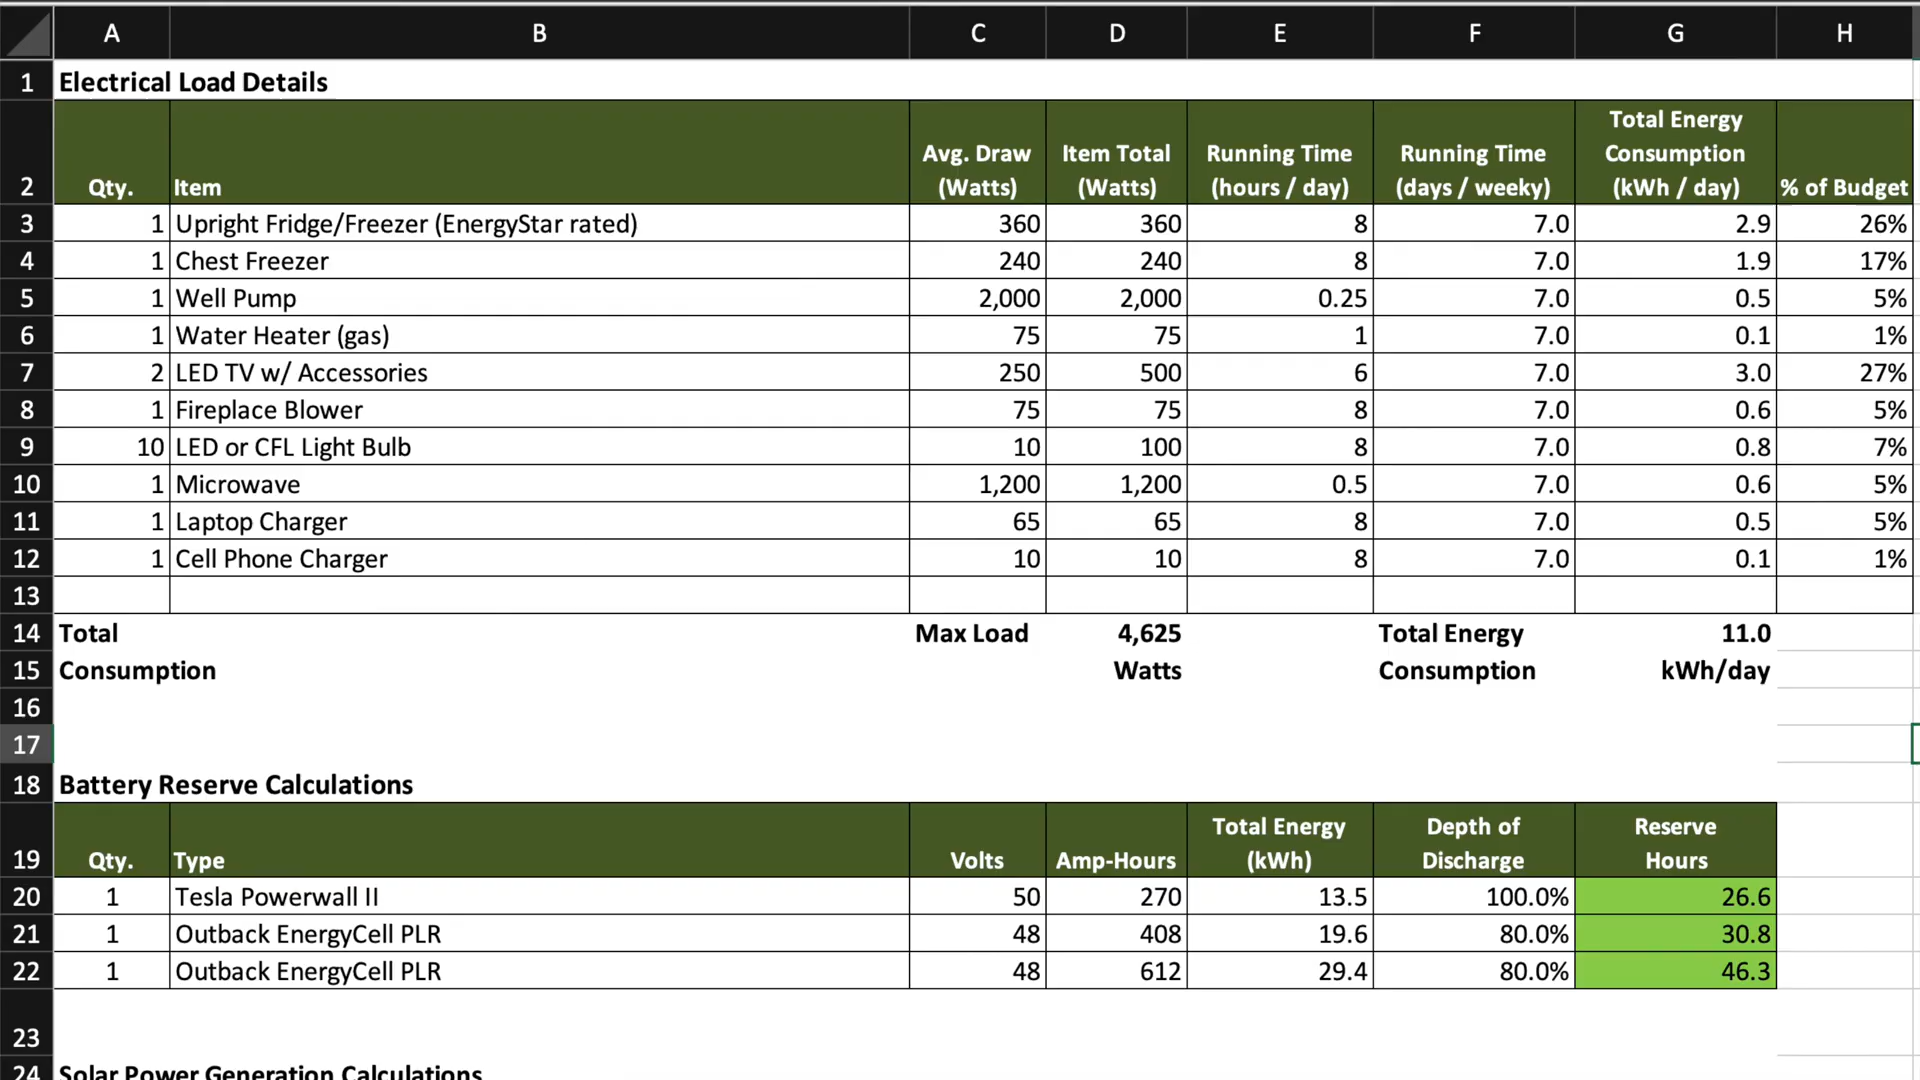 A B C D E F G H
1 Electrical Load Details
2 Qty. Item Avg. Draw (Watts) Item Total (Watts) Running Time (hours / day) Running Time (days / weekly) Total Energy Consumption (kWh / day) % of Budget
3 1 Upright Fridge/Freezer (EnergyStar rated) 360 360 8 7.0 2.9 26%
4 1 Chest Freezer 240 240 8 7.0 1.9 17%
5 1 Well Pump 2,000 2,000 0.25 7.0 0.5 5%
6 1 Water Heater (gas) 75 75 1 7.0 0.1 1%
7 2 LED TV w/ Accessories 250 500 6 7.0 3.0 27%
8 1 Fireplace Blower 75 75 8 7.0 0.6 5%
9 10 LED or CFL Light Bulb 10 100 8 7.0 0.8 7%
10 1 Microwave 1,200 1,200 0.5 7.0 0.6 5%
11 1 Laptop Charger 65 65 8 7.0 0.5 5%
12 1 Cell Phone Charger 10 10 8 7.0 0.1 1%
13
14 Total Max Load 4,625 Total Energy 11.0
15 Consumption Watts Consumption kWh/day
16
17
18 Battery Reserve Calculations
19 Qty. Type Volts Amp-Hours Total Energy (kWh) Depth of Discharge Reserve Hours
20 1 Tesla Powerwall II 50 270 13.5 100.0% 26.6
21 1 Outback EnergyCell PLR 48 408 19.6 80.0% 30.8
22 1 Outback EnergyCell PLR 48 612 29.4 80.0% 46.3
23
24 Solar Power Generation Calculations